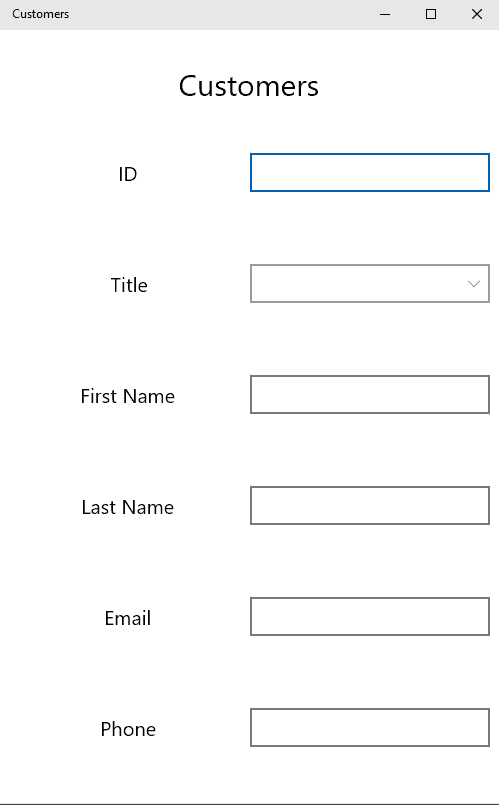 Customers
Customers
ID
Title
First Name
Last Name
Email
Phone